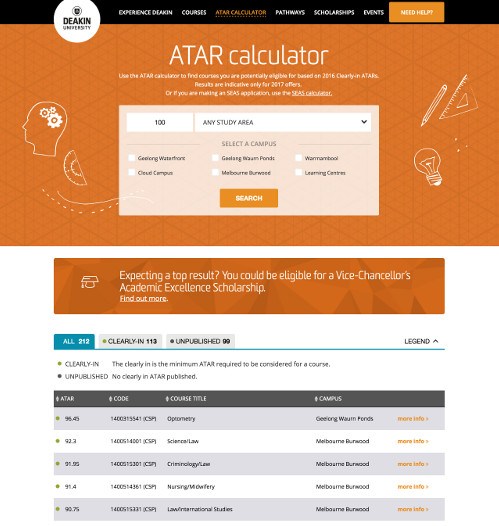 DEAKIN
UNIVERSITY
EXPERIENCE DEAKIN COURSES ATAR CALCULATOR PATHWAYS SCHOLARSHIPS EVENTS NEED HELP?
ATAR calculator
Use the ATAR calculator to find courses you are potentially eligible for based on 2016 Clearly-in ATARs.
Results are indicative only for 2017 offers.
Or if you are making an SEAS application, use the SEAS calculator.
100 ANY STUDY AREA
SELECT A CAMPUS
Geelong Waterfront Geelong Waurn Ponds Warrnambool
Cloud Campus Melbourne Burwood Learning Centres
SEARCH
Expecting a top result? You could be eligible for a Vice-Chancellor's
Academic Excellence Scholarship.
Find out more.
ALL 212 CLEARLY-IN 113 UNPUBLISHED 99 LEGEND
CLEARLY-IN The clearly in is the minimum ATAR required to be considered for a course.
UNPUBLISHED No clearly in ATAR published.
ATAR CODE COURSE TITLE CAMPUS
96.45 1400315541 (CSP) Optometry Geelong Waurn Ponds more info >
92.3 1400514001 (CSP) Science/Law Melbourne Burwood more info >
91.95 1400515301 (CSP) Criminology/Law Melbourne Burwood more info >
91.4 1400514361 (CSP) Nursing/Midwifery Melbourne Burwood more info >
90.75 1400515331 (CSP) Law/International Studies Melbourne Burwood more info >